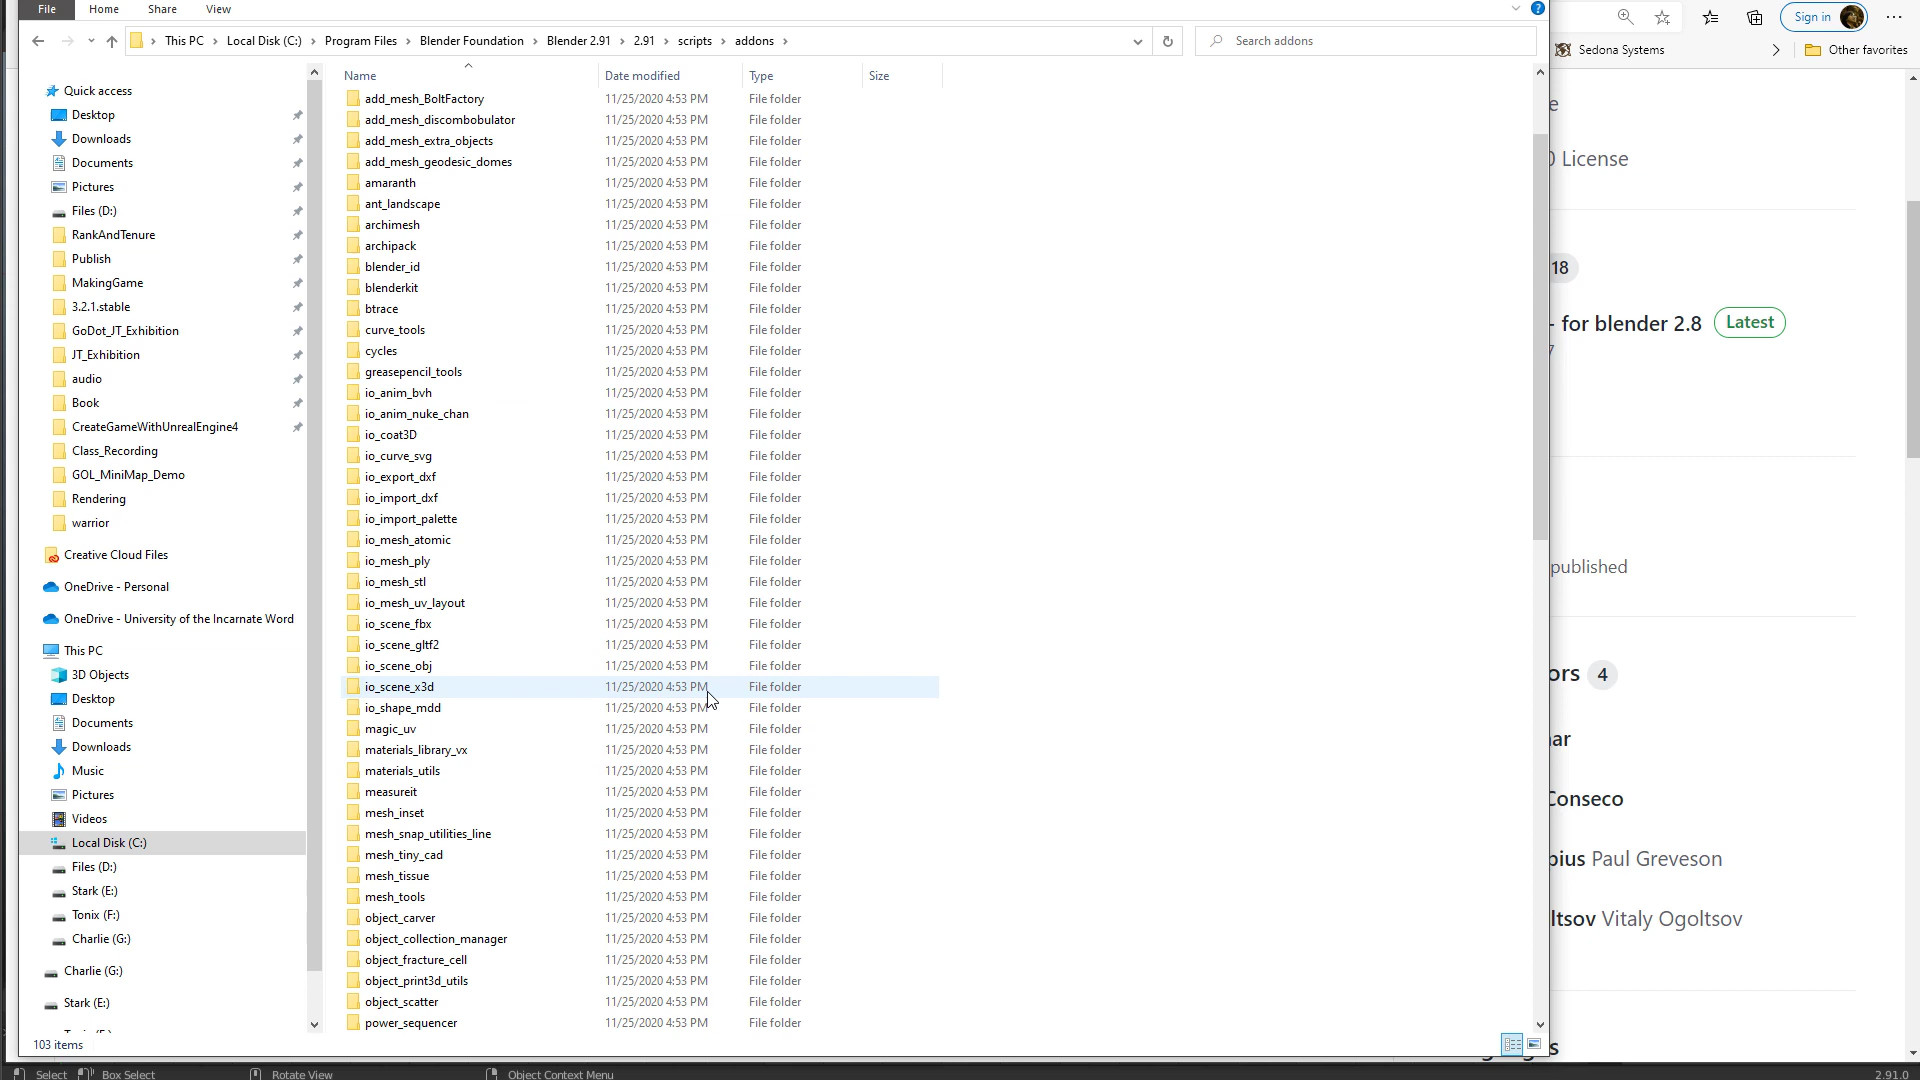 File Home Share View
Sign in
This PC Local Disk (C:) Program Files Blender Foundation Blender 2.91 2.91 scripts addons
Search addons
Sedona Systems Other favorites
Name Date modified Type Size
Quick access
Desktop
Downloads
Documents
Pictures
Files (D:)
RankAndTenure
Publish
MakingGame
3.2.1.stable
GoDot_JT_Exhibition
JT_Exhibition
audio
Book
CreateGameWithUnrealEngine4
Class_Recording
GOL_MiniMap_Demo
Rendering
warrior
Creative Cloud Files
OneDrive - Personal
OneDrive - University of the Incarnate Word
This PC
3D Objects
Desktop
Documents
Downloads
Music
Pictures
Videos
Local Disk (C:)
Files (D:)
Stark (E:)
Tonix (F:)
Charlie (G:)
Charlie (G:)
Stark (E:)
add_mesh_BoltFactory 11/25/2020 4:53 PM File folder
add_mesh_discombobulator 11/25/2020 4:53 PM File folder
add_mesh_extra_objects 11/25/2020 4:53 PM File folder
add_mesh_geodesic_domes 11/25/2020 4:53 PM File folder
amaranth 11/25/2020 4:53 PM File folder
ant_landscape 11/25/2020 4:53 PM File folder
archimesh 11/25/2020 4:53 PM File folder
archipack 11/25/2020 4:53 PM File folder
blender_id 11/25/2020 4:53 PM File folder
blenderkit 11/25/2020 4:53 PM File folder
btrace 11/25/2020 4:53 PM File folder
curve_tools 11/25/2020 4:53 PM File folder
cycles 11/25/2020 4:53 PM File folder
greasepencil_tools 11/25/2020 4:53 PM File folder
io_anim_bvh 11/25/2020 4:53 PM File folder
io_anim_nuke_chan 11/25/2020 4:53 PM File folder
io_coat3D 11/25/2020 4:53 PM File folder
io_curve_svg 11/25/2020 4:53 PM File folder
io_export_dxf 11/25/2020 4:53 PM File folder
io_import_dxf 11/25/2020 4:53 PM File folder
io_import_palette 11/25/2020 4:53 PM File folder
io_mesh_atomic 11/25/2020 4:53 PM File folder
io_mesh_ply 11/25/2020 4:53 PM File folder
io_mesh_stl 11/25/2020 4:53 PM File folder
io_mesh_uv_layout 11/25/2020 4:53 PM File folder
io_scene_fbx 11/25/2020 4:53 PM File folder
io_scene_gltf2 11/25/2020 4:53 PM File folder
io_scene_obj 11/25/2020 4:53 PM File folder
io_scene_x3d 11/25/2020 4:53 PM File folder
io_shape_mdd 11/25/2020 4:53 PM File folder
magic_uv 11/25/2020 4:53 PM File folder
materials_library_vx 11/25/2020 4:53 PM File folder
materials_utils 11/25/2020 4:53 PM File folder
measureit 11/25/2020 4:53 PM File folder
mesh_inset 11/25/2020 4:53 PM File folder
mesh_snap_utilities_line 11/25/2020 4:53 PM File folder
mesh_tiny_cad 11/25/2020 4:53 PM File folder
mesh_tissue 11/25/2020 4:53 PM File folder
mesh_tools 11/25/2020 4:53 PM File folder
object_carver 11/25/2020 4:53 PM File folder
object_collection_manager 11/25/2020 4:53 PM File folder
object_fracture_cell 11/25/2020 4:53 PM File folder
object_print3d_utils 11/25/2020 4:53 PM File folder
object_scatter 11/25/2020 4:53 PM File folder
power_sequencer 11/25/2020 4:53 PM File folder
103 items
e
0 License
18
- for blender 2.8 Latest
published
ors 4
nar
Conseco
bius Paul Greveson
ltsov Vitaly Ogoltsov
Select Box Select Rotate View Object Context Menu 2.91.0